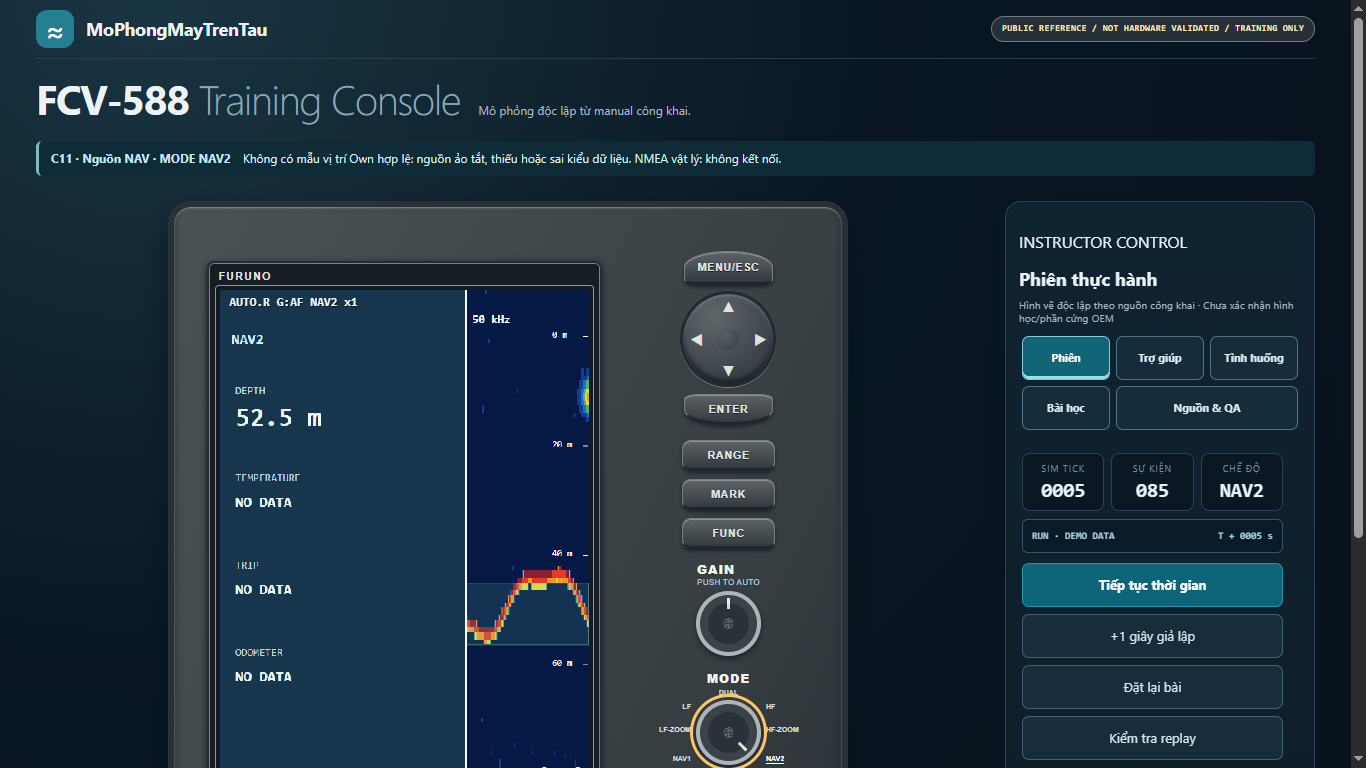 ≈
MoPhongMayTrenTau
PUBLIC REFERENCE / NOT HARDWARE VALIDATED / TRAINING ONLY
FCV-588 Training Console Mô phỏng độc lập từ manual công khai.
C11 · Nguồn NAV · MODE NAV2 Không có mẫu vị trí Own hợp lệ: nguồn ảo tắt, thiếu hoặc sai kiểu dữ liệu. NMEA vật lý: không kết nối.
FURUNO
AUTO.R G:AF NAV2 x1
NAV2
DEPTH
52.5 m
TEMPERATURE
NO DATA
TRIP
NO DATA
ODOMETER
NO DATA
50 kHz
0 m
20 m
40 m
60 m
MENU/ESC
▲
◀ ▶
▼
ENTER
RANGE
MARK
FUNC
GAIN
PUSH TO AUTO
MODE
DUAL
LF HF
LF-ZOOM HF-ZOOM
NAV1 NAV2
INSTRUCTOR CONTROL
Phiên thực hành
Hình vẽ độc lập theo nguồn công khai · Chưa xác nhận hình
học/phần cứng OEM
Phiên Trợ giúp Tình huống
Bài học Nguồn & QA
SIM TICK SỰ KIỆN CHẾ ĐỘ
0005 085 NAV2
RUN · DEMO DATA T + 0005 s
Tiếp tục thời gian
+1 giây giả lập
Đặt lại bài
Kiểm tra replay